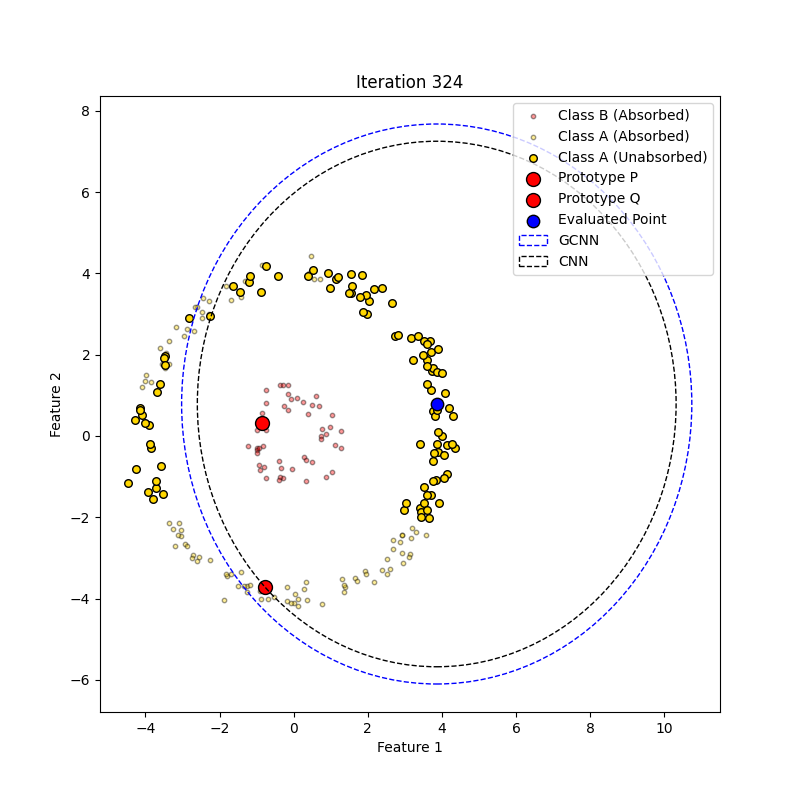 Iteration 324
Class B (Absorbed)
Class A (Absorbed)
Class A (Unabsorbed)
Prototype P
Prototype Q
Evaluated Point
GCNN
CNN
8
6
4
2
0
−2
−4
−6
Feature 2
−4 −2 0 2 4 6 8 10
Feature 1